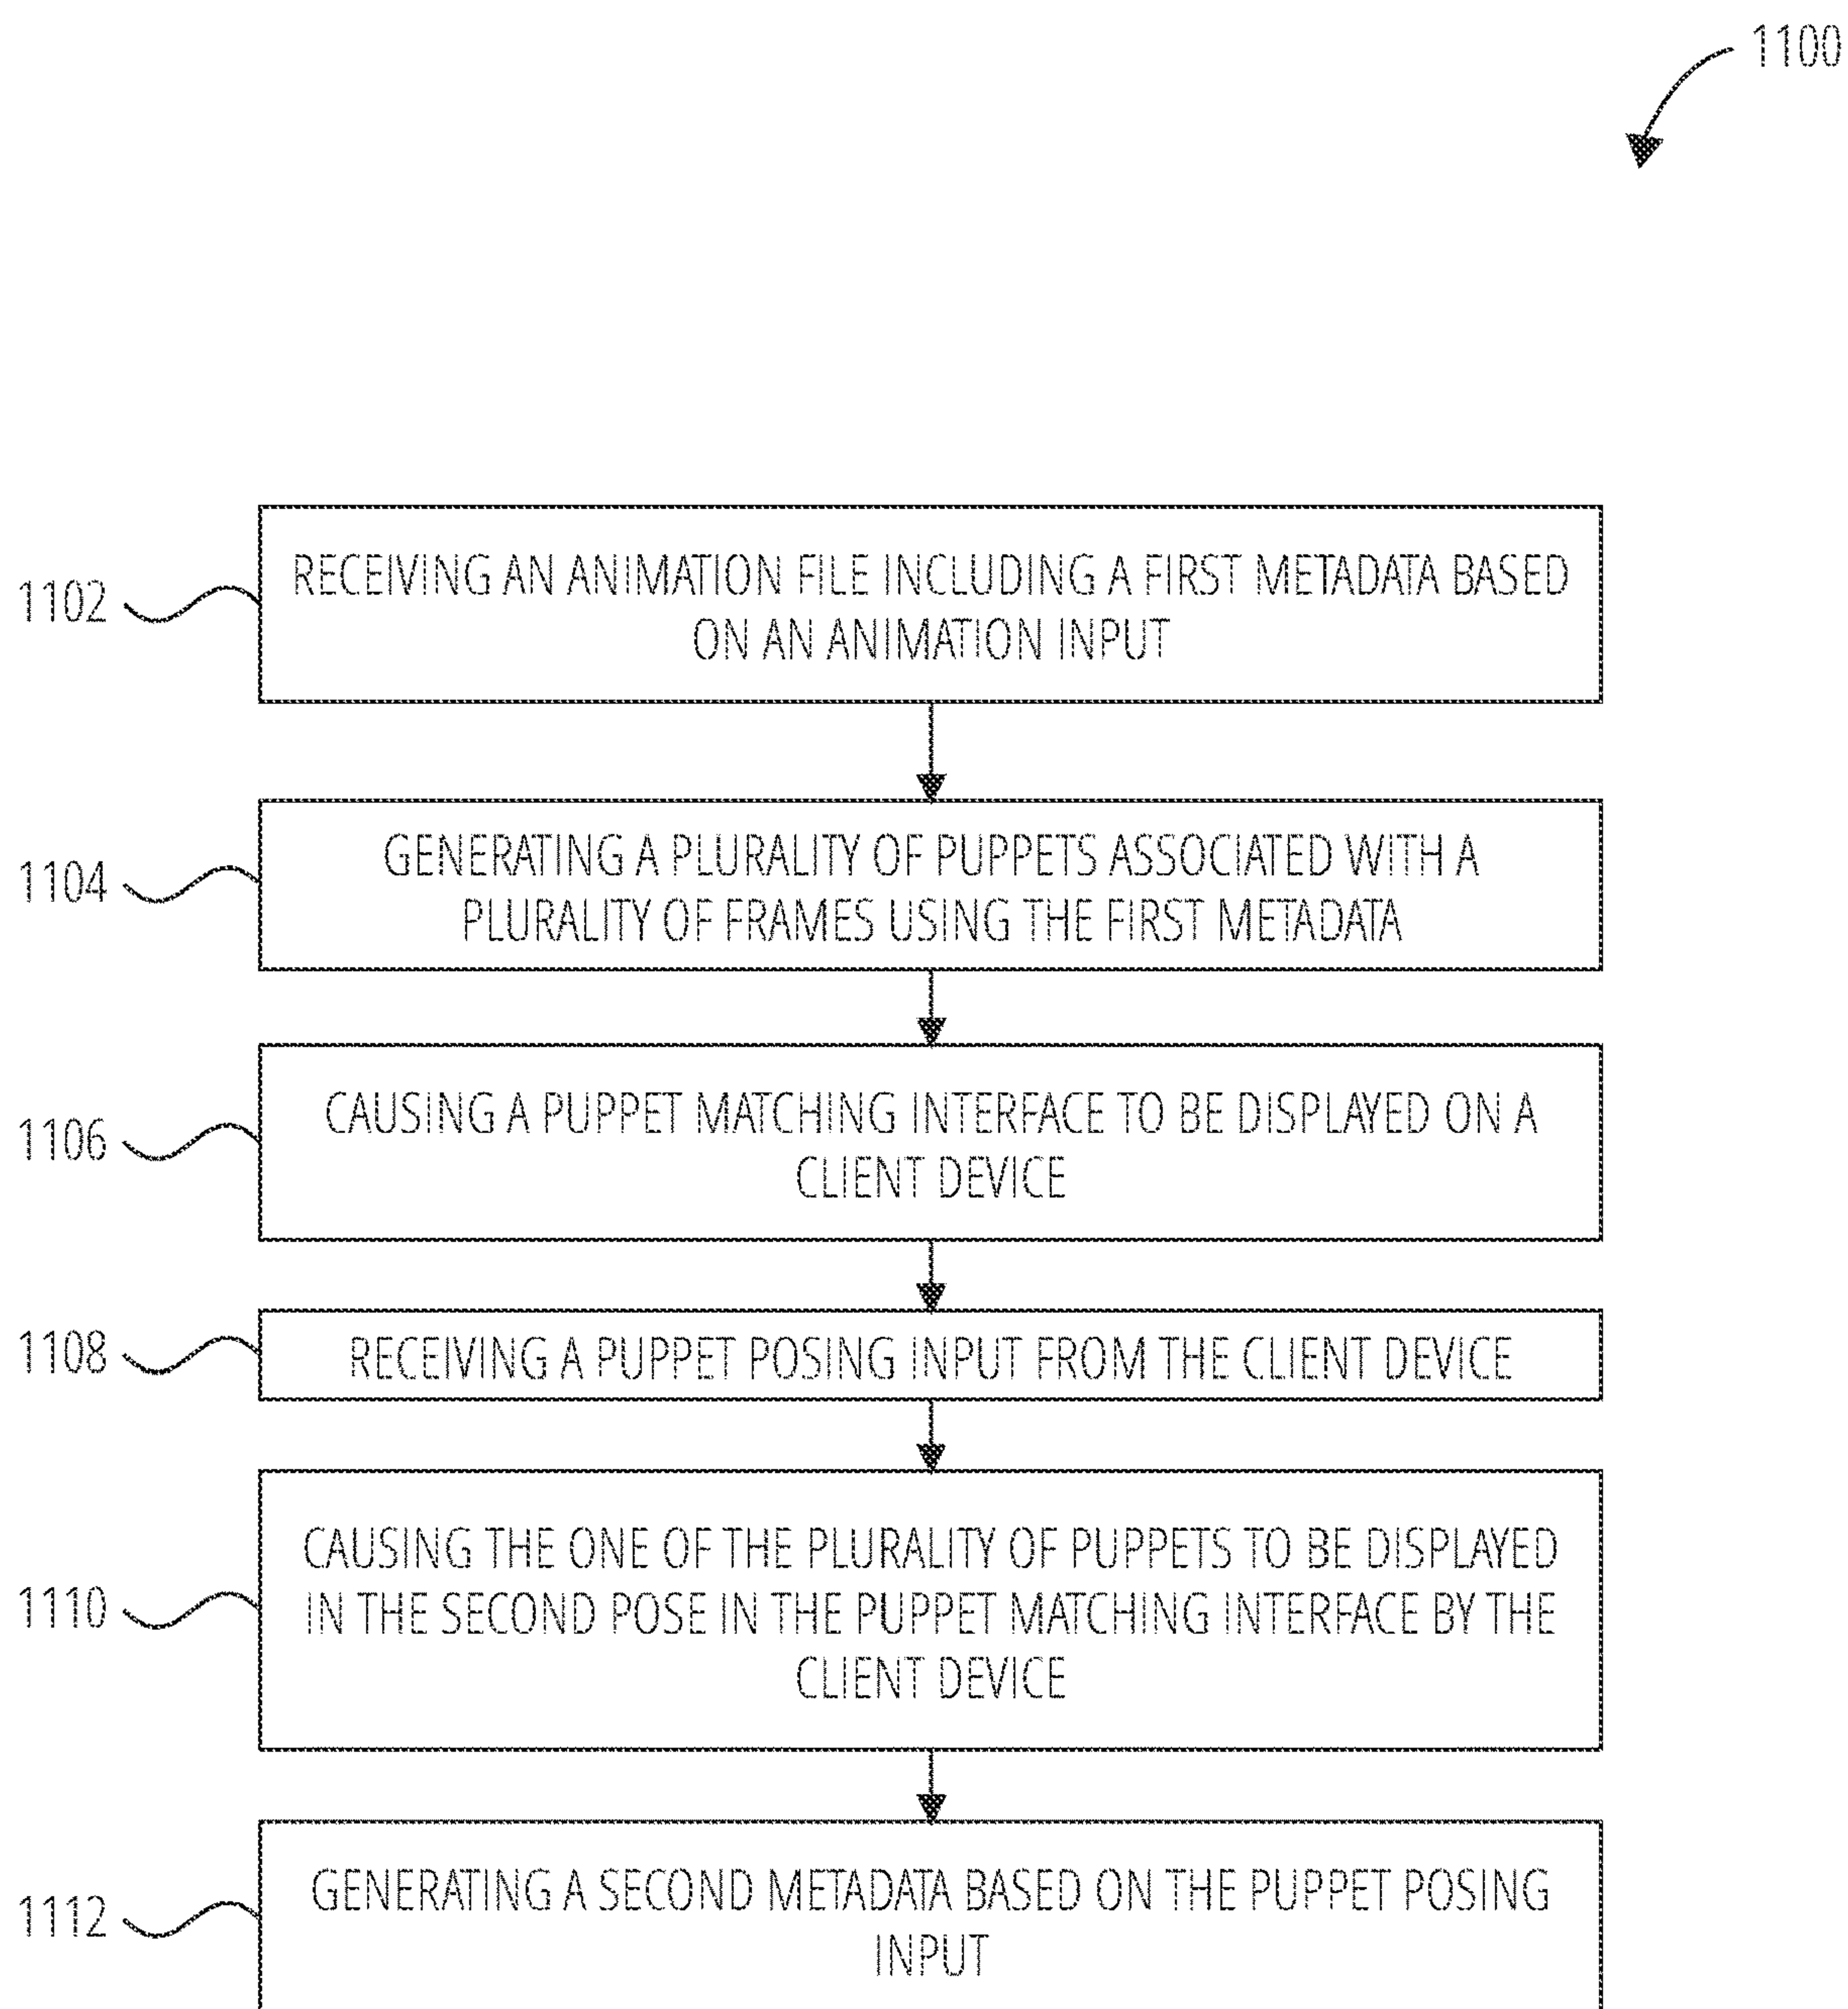 1100
1102
RECEIVING AN ANIMATION FILE INCLUDING A FIRST METADATA BASED
ON AN ANIMATION INPUT
1104
GENERATING A PLURALITY OF PUPPETS ASSOCIATED WITH A
PLURALITY OF FRAMES USING THE FIRST METADATA
1106
CAUSING A PUPPET MATCHING INTERFACE TO BE DISPLAYED ON A
CLIENT DEVICE
1108
RECEIVING A PUPPET POSING INPUT FROM THE CLIENT DEVICE
1110
CAUSING THE ONE OF THE PLURALITY OF PUPPETS TO BE DISPLAYED
IN THE SECOND POSE IN THE PUPPET MATCHING INTERFACE BY THE
CLIENT DEVICE
1112
GENERATING A SECOND METADATA BASED ON THE PUPPET POSING
INPUT